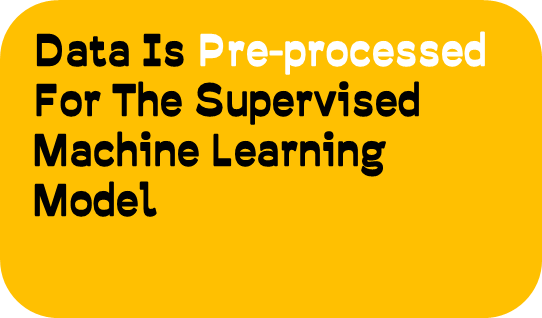 Data Is Pre-processed
For The Supervised
Machine Learning
Model